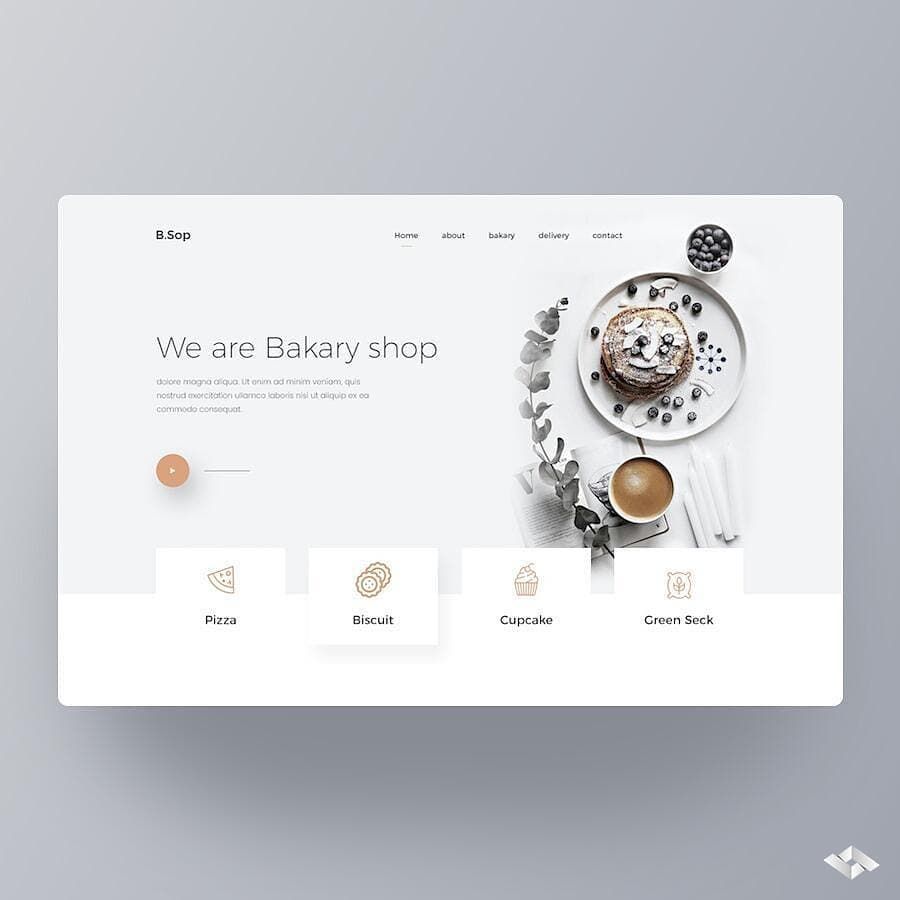 B.Sop
Home about bakary delivery contact
We are Bakary shop
dolore magna aliqua. Ut enim ad minim veniam, quis
nostrud exercitation ullamco laboris nisi ut aliquip ex ea
commodo consequat.
Pizza
Biscuit
Cupcake
Green Seck